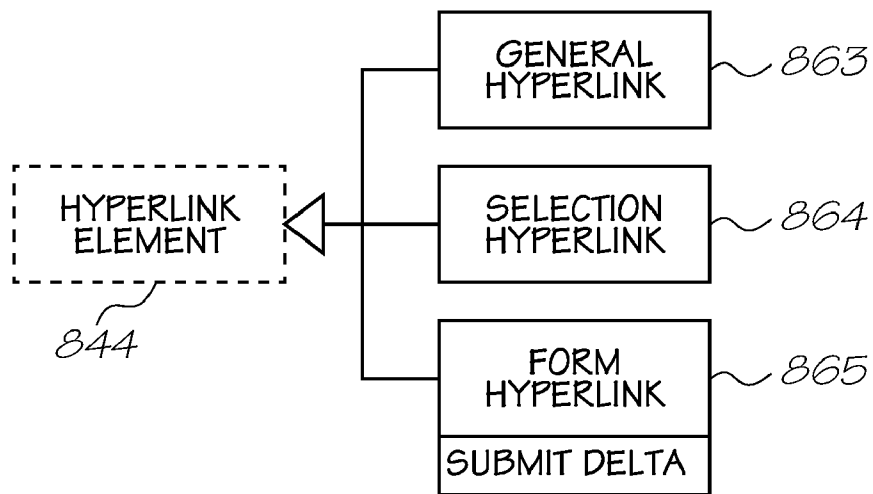 GENERAL
HYPERLINK
863
HYPERLINK
ELEMENT
844
SELECTION
HYPERLINK
864
FORM
HYPERLINK
865
SUBMIT DELTA